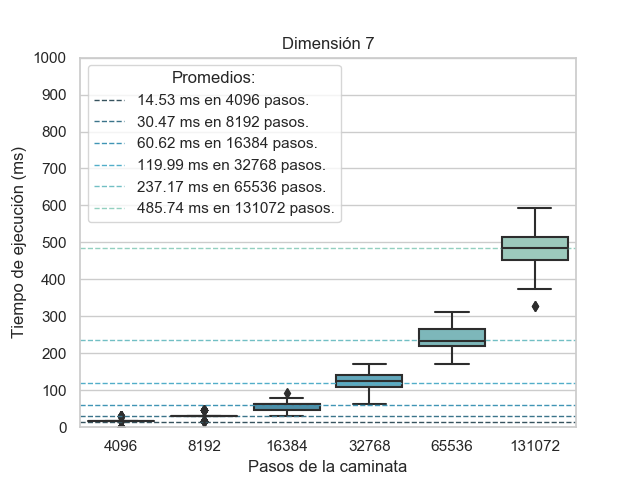 Dimensión 7
Tiempo de ejecución (ms)
1000
900
800
700
600
500
400
300
200
100
0
Promedios:
14.53 ms en 4096 pasos.
30.47 ms en 8192 pasos.
60.62 ms en 16384 pasos.
119.99 ms en 32768 pasos.
237.17 ms en 65536 pasos.
485.74 ms en 131072 pasos.
4096 8192 16384 32768 65536 131072
Pasos de la caminata